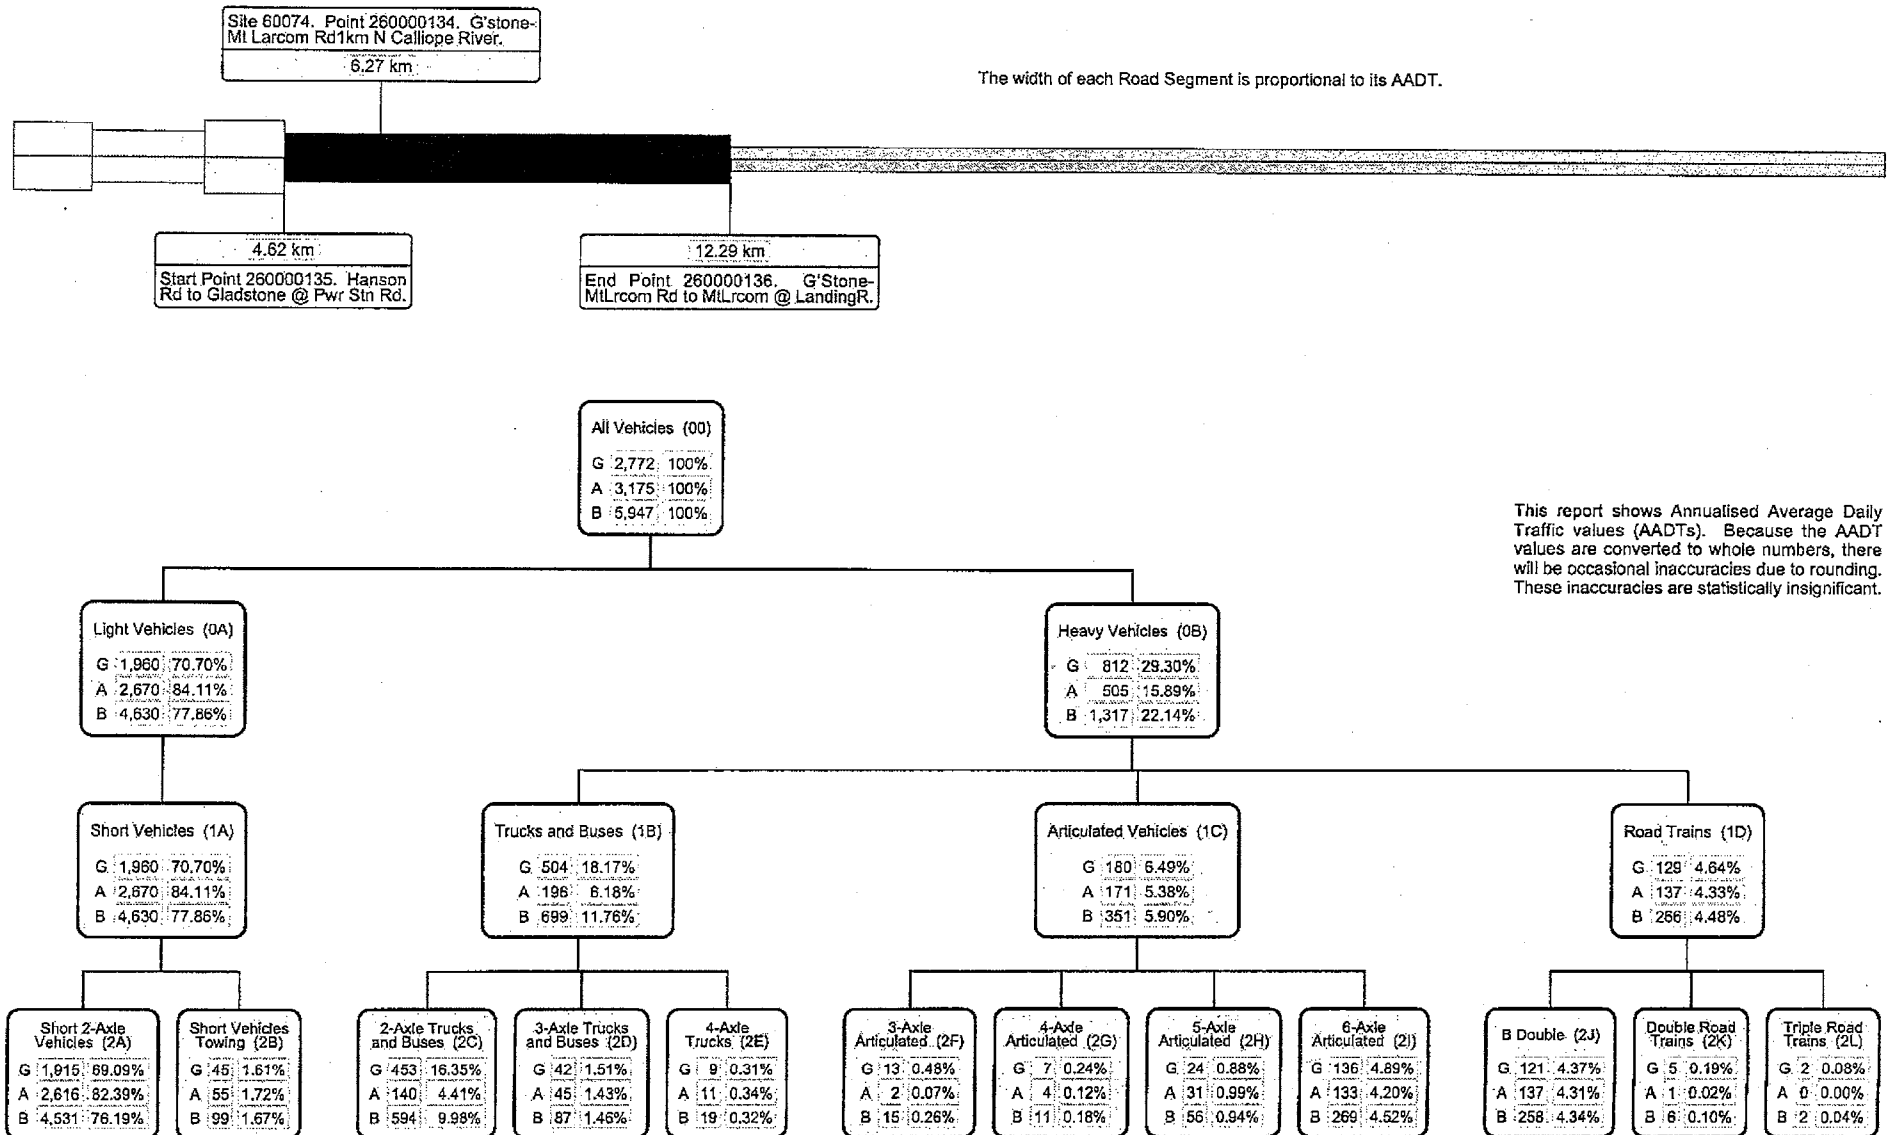 Site 60074. Point 260000134. G'stone-
Mt Larcom Rd1km N Calliope River.
6.27 km
The width of each Road Segment is proportional to its AADT.
4.62 km
Start Point 260000135. Hanson
Rd to Gladstone @ Pwr Stn Rd.
12.29 km
End Point 260000136. G'Stone-
MtLrcom Rd to MtLrcom @ LandingR.
All Vehicles (00)
G 2,772 100%
A 3,175 100%
B 5,947 100%
This report shows Annualised Average Daily
Traffic values (AADTs). Because the AADT
values are converted to whole numbers, there
will be occasional inaccuracies due to rounding.
These inaccuracies are statistically insignificant.
Light Vehicles (0A)
G 1,960 70.70%
A 2,670 84.11%
B 4,630 77.86%
Heavy Vehicles (0B)
G 812 29.30%
A 505 15.89%
B 1,317 22.14%
Short Vehicles (1A)
G 1,960 70.70%
A 2,670 84.11%
B 4,630 77.86%
Trucks and Buses (1B)
G 504 18.17%
A 196 6.18%
B 699 11.76%
Articulated Vehicles (1C)
G 180 6.49%
A 171 5.38%
B 351 5.90%
Road Trains (1D)
G 129 4.64%
A 137 4.33%
B 266 4.48%
Short 2-Axle
Vehicles (2A)
G 1,915 69.09%
A 2,616 82.39%
B 4,531 76.19%
Short Vehicles
Towing (2B)
G 45 1.61%
A 55 1.72%
B 99 1.67%
2-Axle Trucks
and Buses (2C)
G 453 16.35%
A 140 4.41%
B 594 9.98%
3-Axle Trucks
and Buses (2D)
G 42 1.51%
A 45 1.43%
B 87 1.46%
4-Axle
Trucks (2E)
G 9 0.31%
A 11 0.34%
B 19 0.32%
3-Axle
Articulated (2F)
G 13 0.48%
A 2 0.07%
B 15 0.26%
4-Axle
Articulated (2G)
G 7 0.24%
A 4 0.12%
B 11 0.18%
5-Axle
Articulated (2H)
G 24 0.88%
A 31 0.99%
B 56 0.94%
6-Axle
Articulated (2I)
G 136 4.89%
A 133 4.20%
B 269 4.52%
B Double (2J)
G 121 4.37%
A 137 4.31%
B 258 4.34%
Double Road
Trains (2K)
G 5 0.19%
A 1 0.02%
B 6 0.10%
Triple Road
Trains (2L)
G 2 0.08%
A 0 0.00%
B 2 0.04%